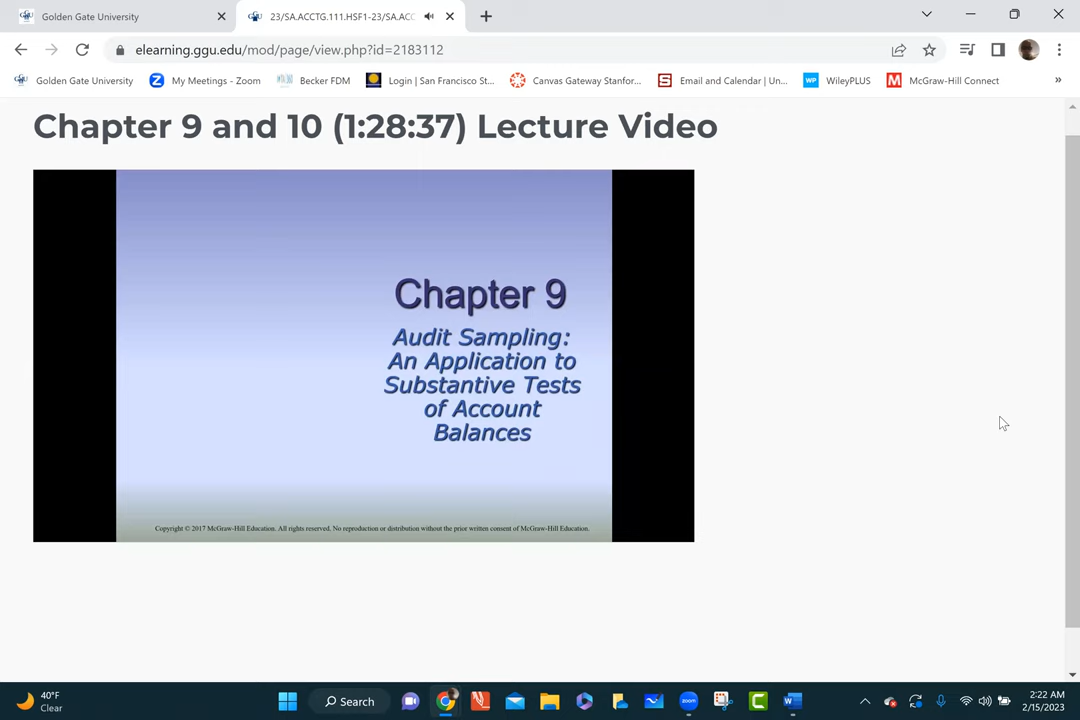 Golden Gate University
23/SA.ACCTG.111.HSF1-23/SA.ACC
elearning.ggu.edu/mod/page/view.php?id=2183112
Golden Gate University
My Meetings - Zoom
Becker FDM
Login | San Francisco St...
Canvas Gateway Stanfor...
Email and Calendar | Un...
WP WileyPLUS
McGraw-Hill Connect
Chapter 9 and 10 (1:28:37) Lecture Video
Chapter 9
Audit Sampling:
An Application to
Substantive Tests
of Account
Balances
Copyright © 2017 McGraw-Hill Education. All rights reserved. No reproduction or distribution without the prior written consent of McGraw-Hill Education.
40°F
Clear
Search
zoom
2:22 AM
2/15/2023